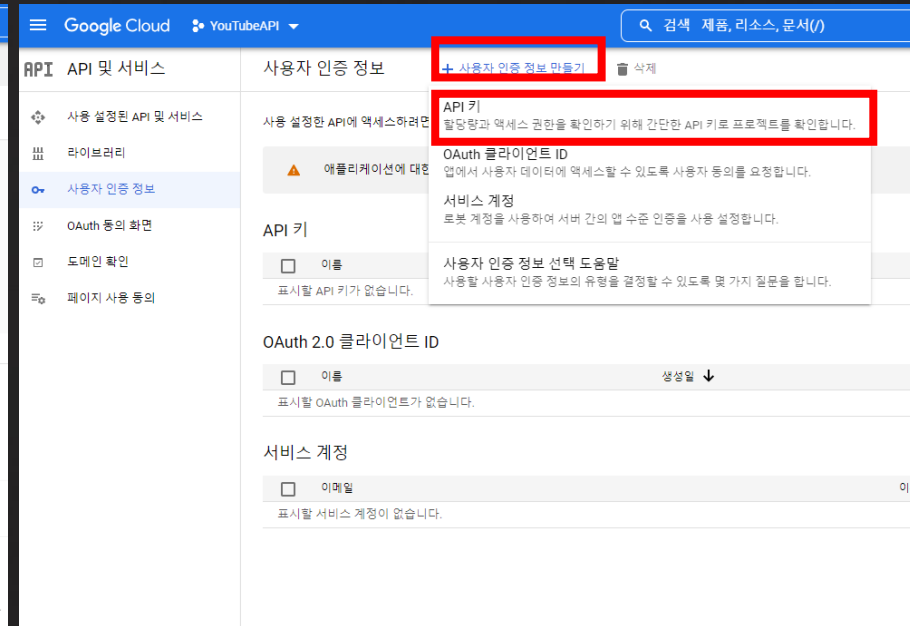 Google Cloud YouTubeAPI 검색 제품, 리소스, 문서(/)
API API 및 서비스
사용자 인증 정보
+ 사용자 인증 정보 만들기
삭제
사용 설정된 API 및 서비스
라이브러리
사용자 인증 정보
OAuth 동의 화면
도메인 확인
페이지 사용 동의
사용 설정한 API에 액세스하려면
애플리케이션에 대한
API 키
할당량과 액세스 권한을 확인하기 위해 간단한 API 키로 프로젝트를 확인합니다.
OAuth 클라이언트 ID
앱에서 사용자 데이터에 액세스할 수 있도록 사용자 동의를 요청합니다.
서비스 계정
로봇 계정을 사용하여 서버 간의 앱 수준 인증을 사용 설정합니다.
사용자 인증 정보 선택 도움말
사용할 사용자 인증 정보의 유형을 결정할 수 있도록 몇 가지 질문을 합니다.
API 키
이름
표시할 API 키가 없습니다.
OAuth 2.0 클라이언트 ID
이름 생성일
표시할 OAuth 클라이언트가 없습니다.
서비스 계정
이메일 이
표시할 서비스 계정이 없습니다.